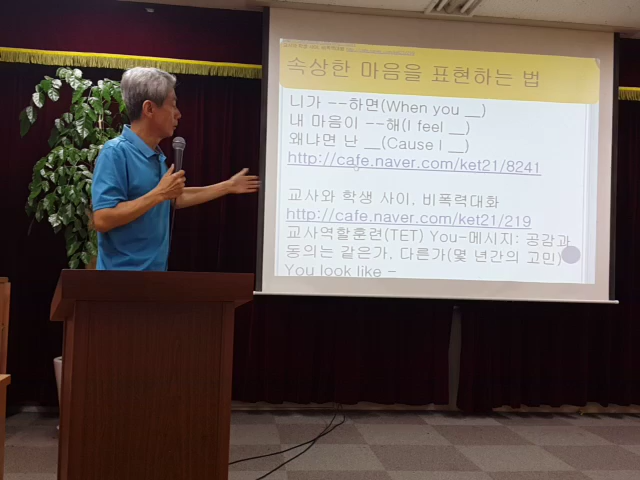 속상한 마음을 표현하는 법
니가 --하면(When you __)
내 마음이 --해(I feel __)
왜냐면 난 __(Cause I __)
http://cafe.naver.com/ket21/8241
교사와 학생 사이, 비폭력대화
http://cafe.naver.com/ket21/219
교사역할훈련(TET) You-메시지: 공감과
동의는 같은가, 다른가(몇 년간의 고민)
You look like -